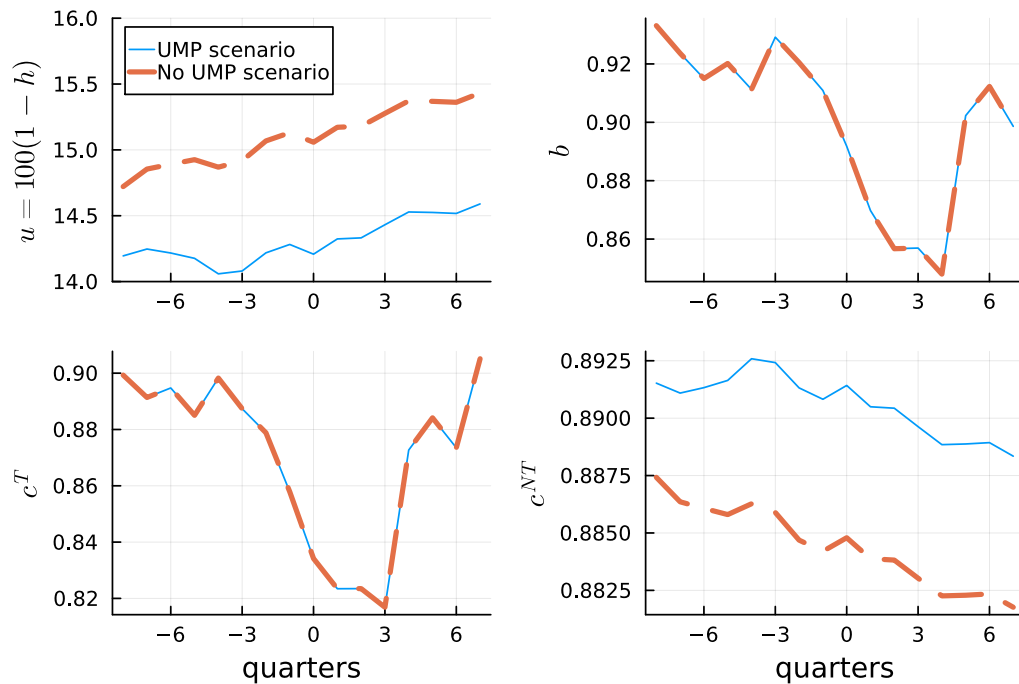 u = 100(1 − h)
16.0
15.5
15.0
14.5
14.0
UMP scenario
No UMP scenario
−6 −3 0 3 6
b
0.92
0.90
0.88
0.86
−6 −3 0 3 6
c^T
0.90
0.88
0.86
0.84
0.82
−6 −3 0 3 6
quarters
c^{NT}
0.8925
0.8900
0.8875
0.8850
0.8825
−6 −3 0 3 6
quarters